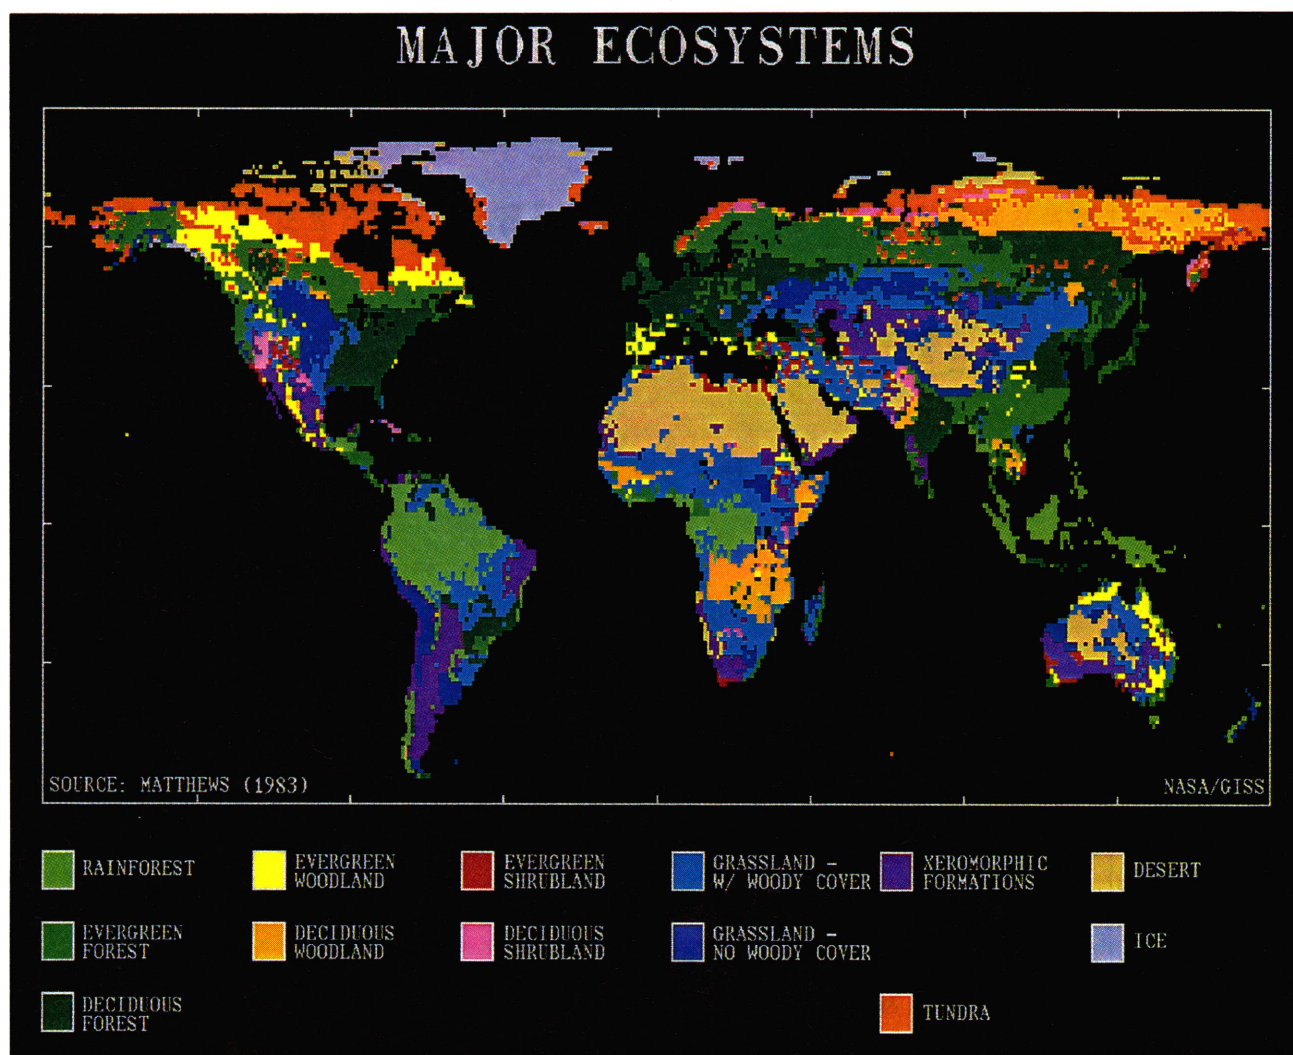 MAJOR ECOSYSTEMS
SOURCE: MATTHEWS (1983)
NASA/GISS
RAINFOREST
EVERGREEN
WOODLAND
EVERGREEN
SHRUBLAND
GRASSLAND -
W/ WOODY COVER
XEROMORPHIC
FORMATIONS
DESERT
EVERGREEN
FOREST
DECIDUOUS
WOODLAND
DECIDUOUS
SHRUBLAND
GRASSLAND -
NO WOODY COVER
ICE
DECIDUOUS
FOREST
TUNDRA